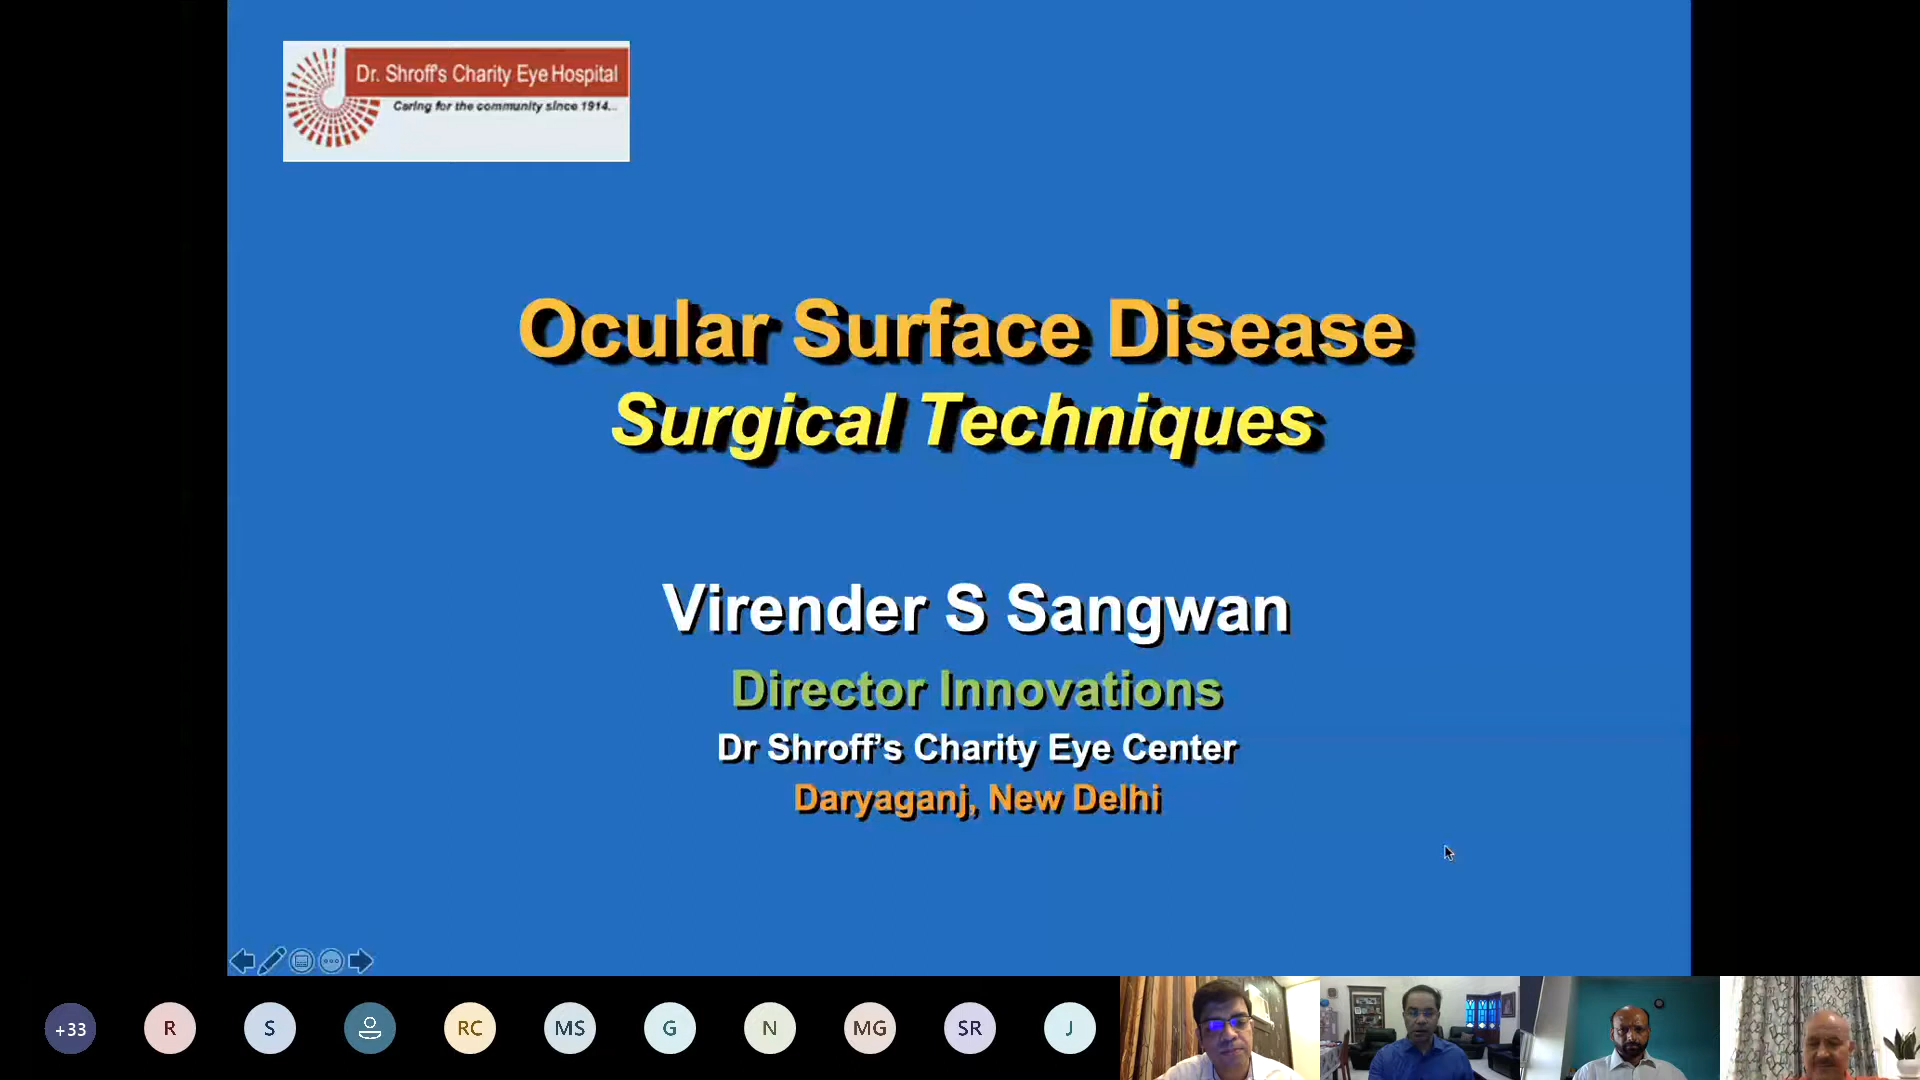 Dr. Shroff's Charity Eye Hospital
Caring for the community since 1914...
Ocular Surface Disease
Surgical Techniques
Virender S Sangwan
Director Innovations
Dr Shroff’s Charity Eye Center
Daryaganj, New Delhi
+33 R S RC MS G N MG SR J